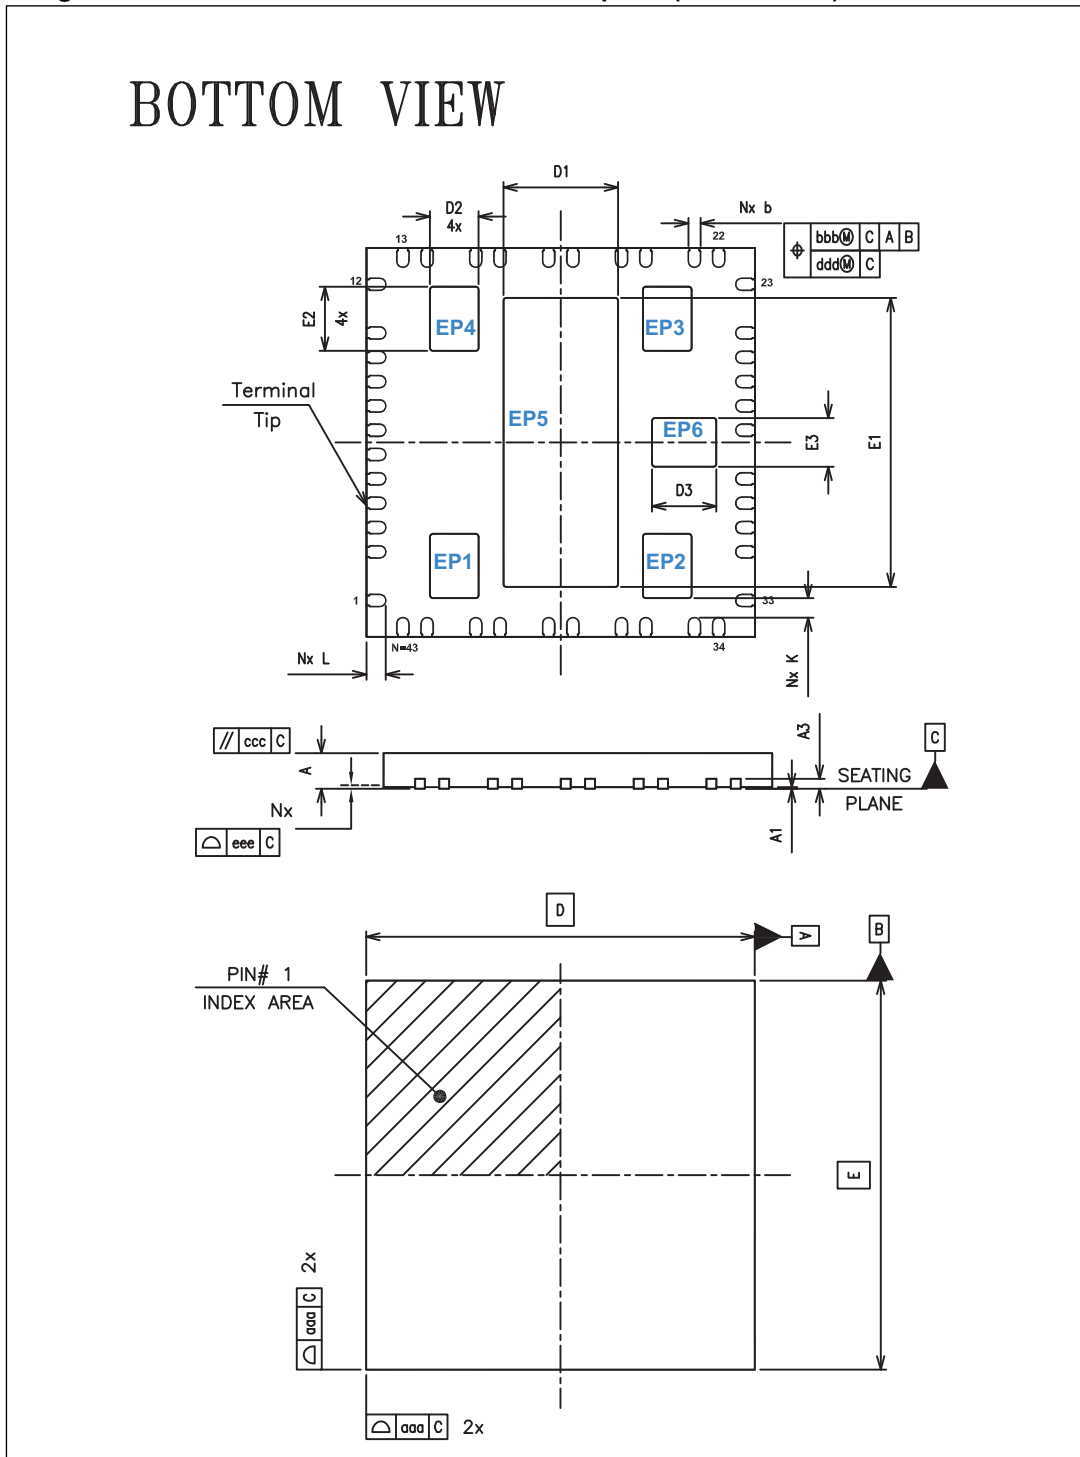 BOTTOM VIEW
D1
D2
4x
Nx b
13
22
bbbⓂ C A B
dddⓂ C
12
23
E2
4x
EP4
EP3
Terminal
Tip
EP5
EP6
E3
E1
D3
EP1
EP2
1
33
N=43
34
Nx L
Nx K
// ccc C
A
A3
C
SEATING
PLANE
Nx
A1
eee C
D
A
B
PIN# 1
INDEX AREA
E
2x
aaa C
aaa C 2x